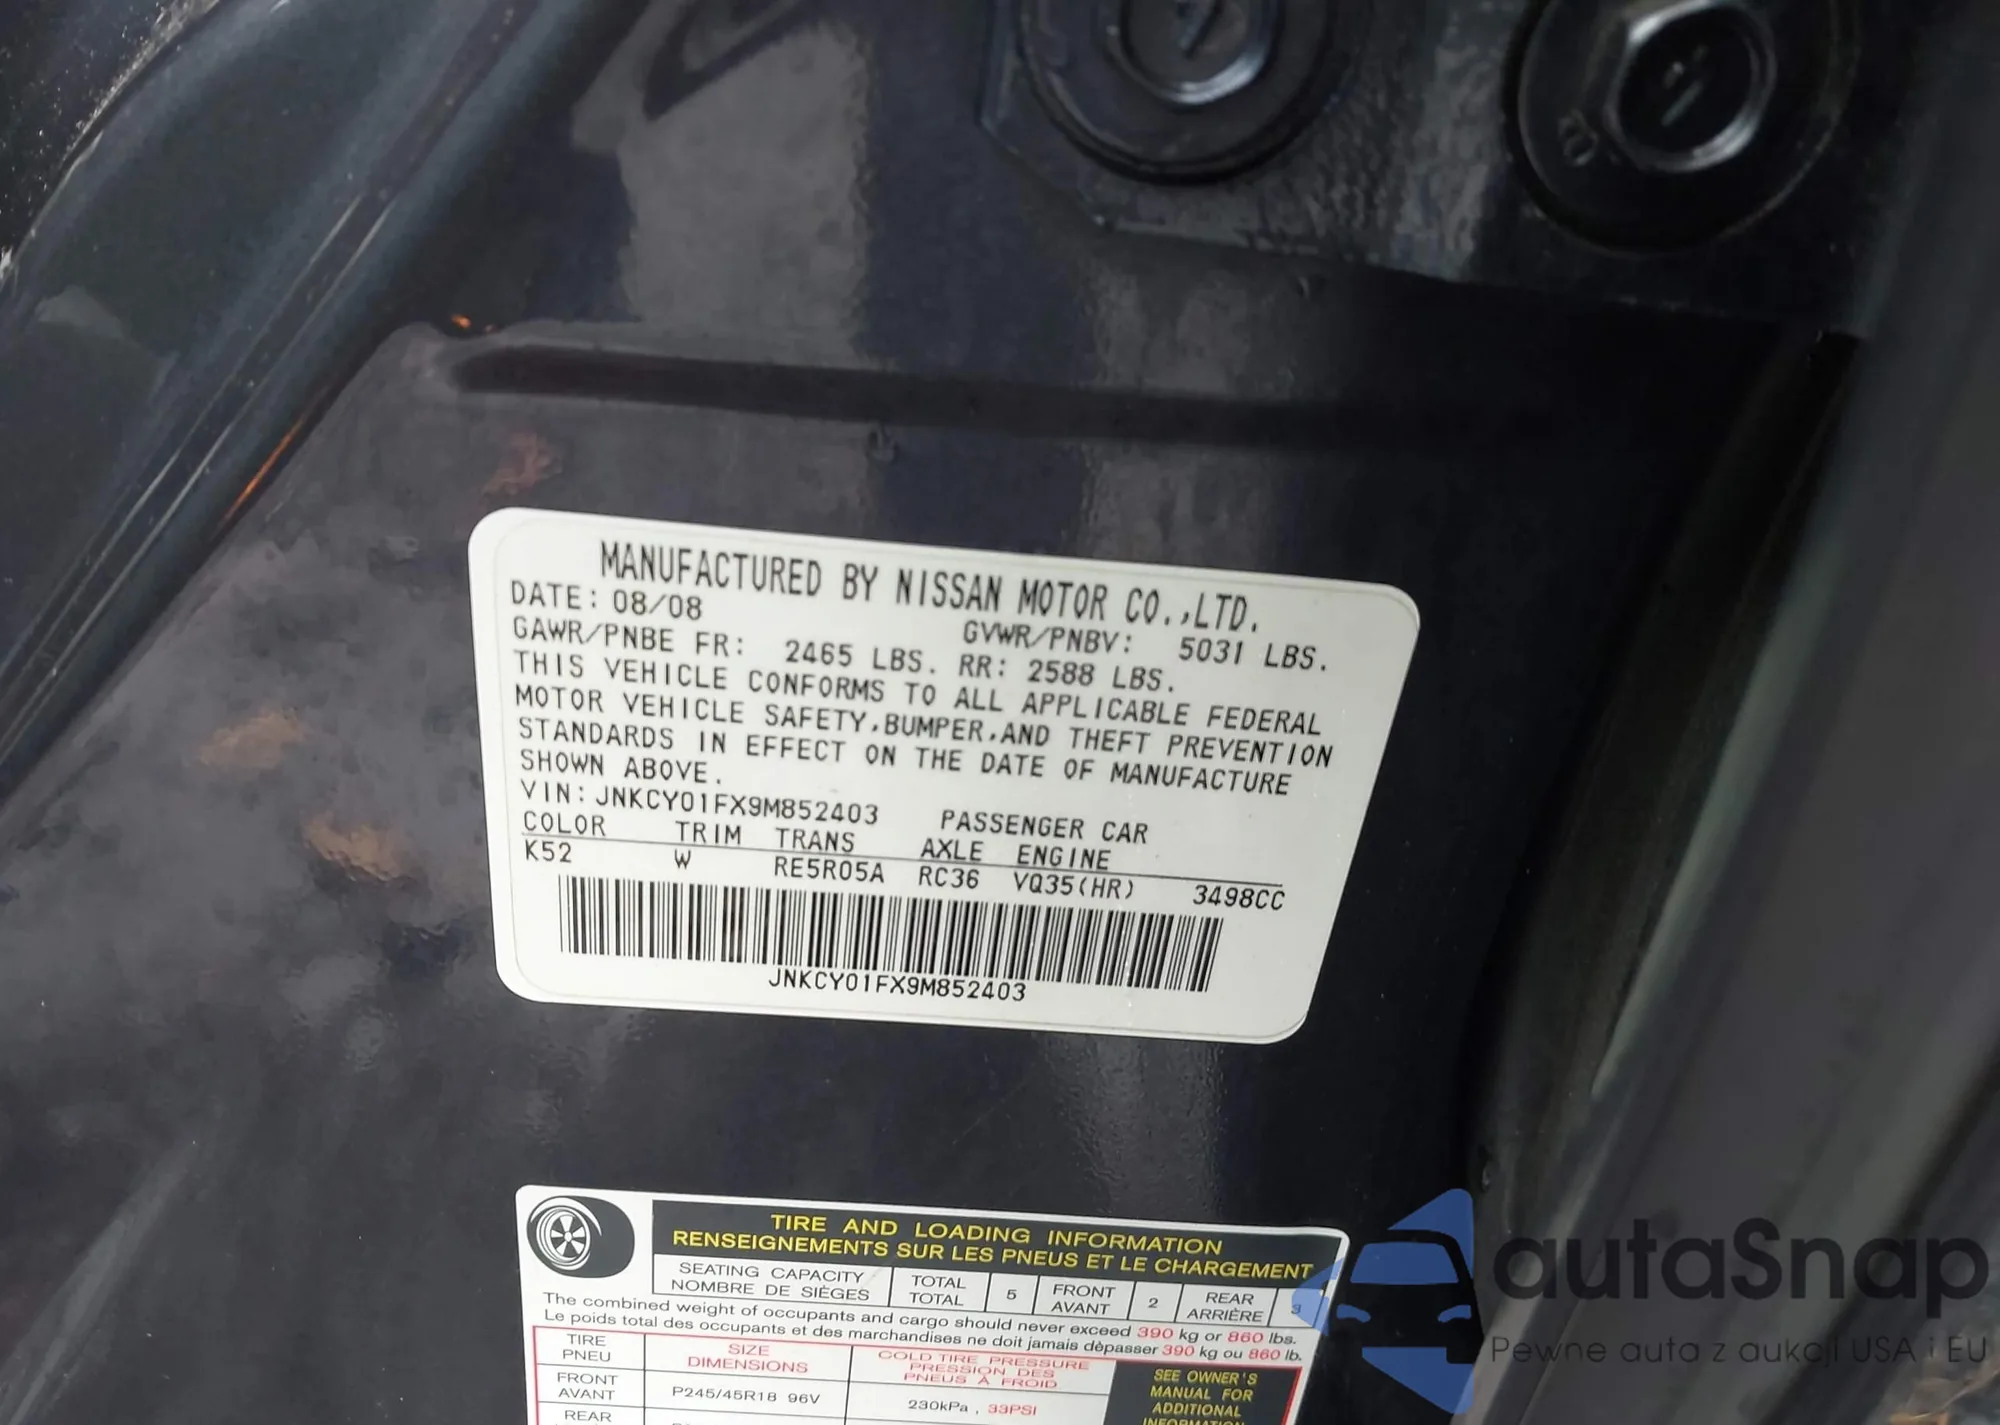 MANUFACTURED BY NISSAN MOTOR CO.,LTD.
DATE: 08/08
GVWR/PNBV: 5031 LBS.
GAWR/PNBE FR: 2465 LBS. RR: 2588 LBS.
THIS VEHICLE CONFORMS TO ALL APPLICABLE FEDERAL
MOTOR VEHICLE SAFETY,BUMPER,AND THEFT PREVENTION
STANDARDS IN EFFECT ON THE DATE OF MANUFACTURE
SHOWN ABOVE.
VIN: JNKCY01FX9M852403 PASSENGER CAR
COLOR TRIM TRANS AXLE ENGINE
K52 W RE5R05A RC36 VQ35(HR) 3498CC
JNKCY01FX9M852403
TIRE AND LOADING INFORMATION
RENSEIGNEMENTS SUR LES PNEUS ET LE CHARGEMENT
SEATING CAPACITY
NOMBRE DE SIÈGES
TOTAL
TOTAL
5
FRONT
AVANT
2
REAR
ARRIÈRE
3
The combined weight of occupants and cargo should never exceed 390 kg or 860 lbs.
Le poids total des occupants et des marchandises ne doit jamais dépasser 390 kg ou 860 lb.
TIRE
PNEU
SIZE
DIMENSIONS
COLD TIRE PRESSURE
PRESSION DES
PNEUS À FROID
SEE OWNER'S
MANUAL FOR
ADDITIONAL
INFORMATION
FRONT
AVANT
P245/45R18 96V
230kPa , 33PSI
REAR
autaSnap
Pewne auta z aukcji USA i EU